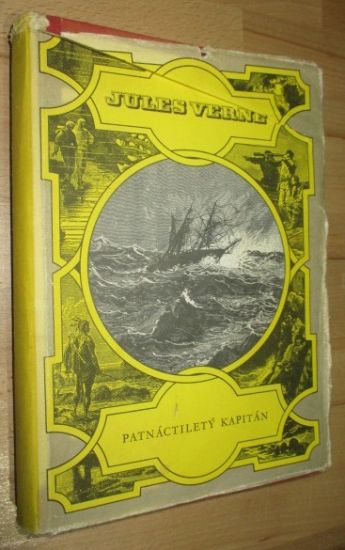 JULES VERNE
PATNÁCTILETÝ KAPITÁN